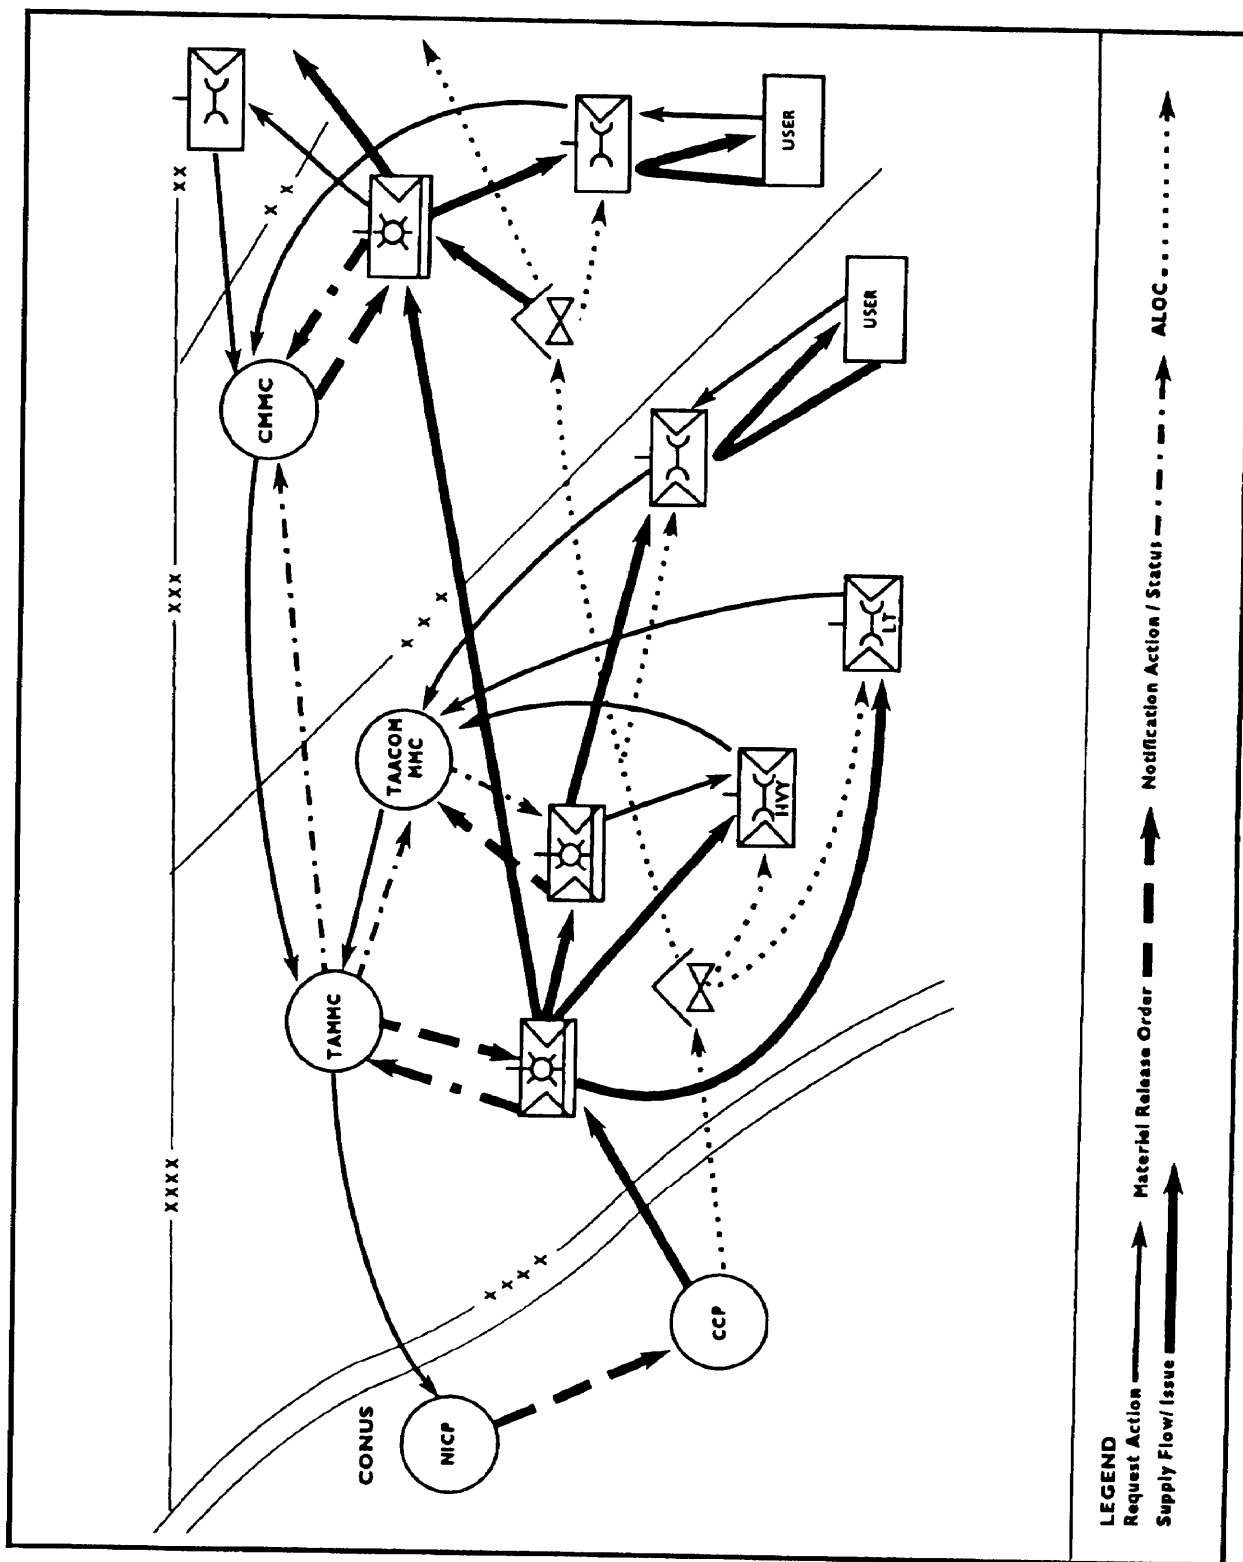 XXXX
XXX
XX
X X
X X X
X X X X
CONUS
NICP
CCP
TAMMC
TAACOM
MMC
CMMC
HVY
LT
USER
USER
LEGEND
Request Action
Materiel Release Order
Notification Action / Status
ALOC
Supply Flow/Issue